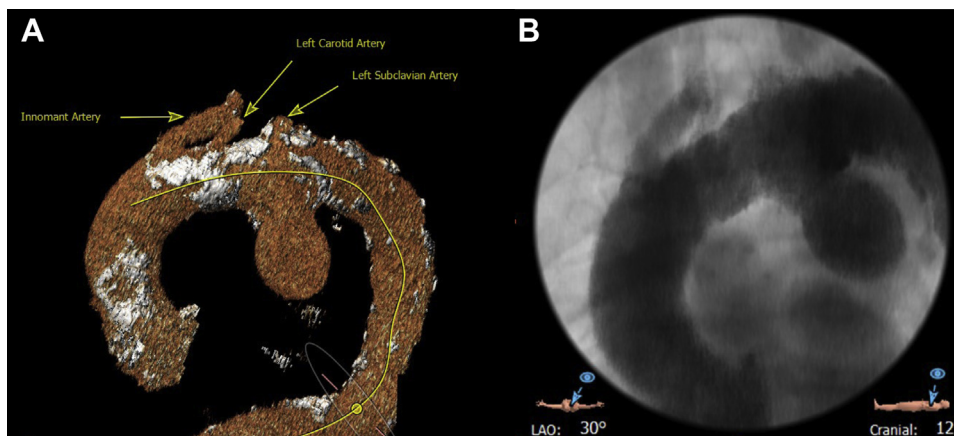 A
Left Carotid Artery
Left Subclavian Artery
Innomant Artery
B
LAO: 30°
Cranial: 12